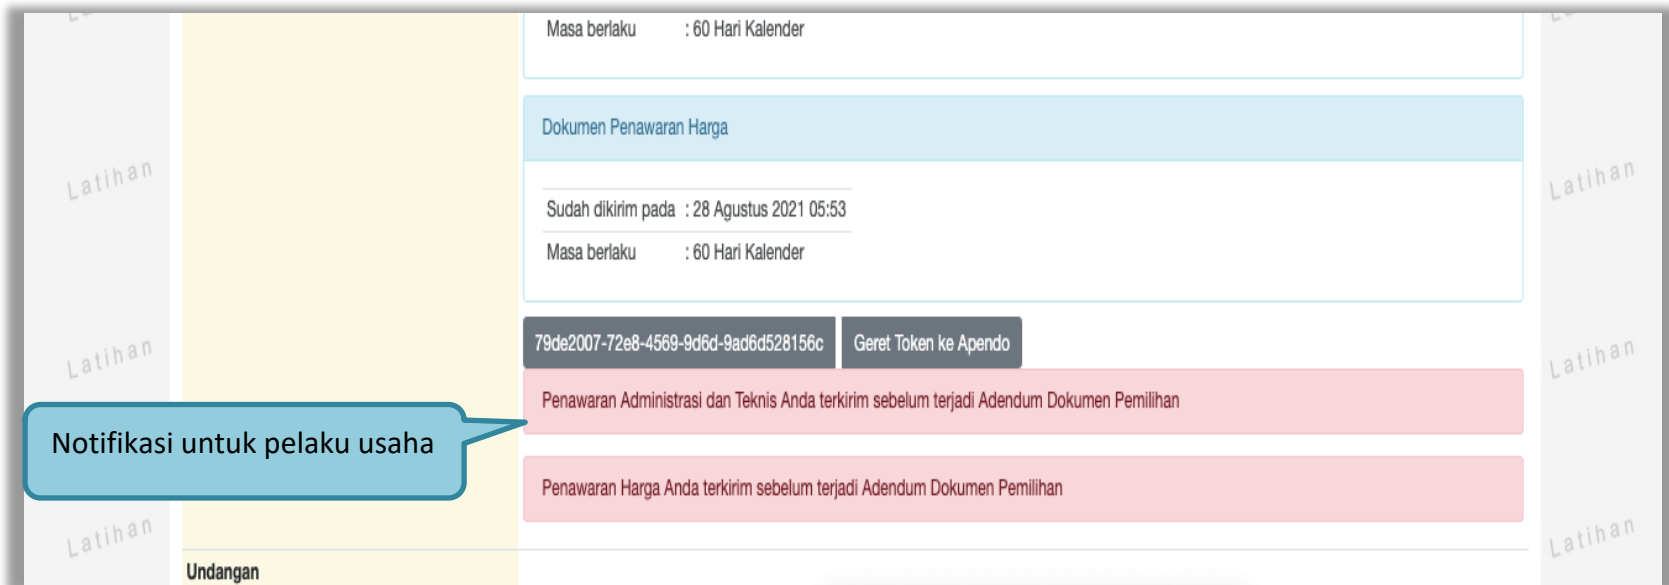 Masa berlaku : 60 Hari Kalender
Dokumen Penawaran Harga
Latihan
Latihan
Sudah dikirim pada : 28 Agustus 2021 05:53
Masa berlaku : 60 Hari Kalender
79de2007-72e8-4569-9d6d-9ad6d528156c Geret Token ke Apendo
Latihan
Latihan
Penawaran Administrasi dan Teknis Anda terkirim sebelum terjadi Adendum Dokumen Pemilihan
Notifikasi untuk pelaku usaha
Penawaran Harga Anda terkirim sebelum terjadi Adendum Dokumen Pemilihan
Latihan
Latihan
Undangan